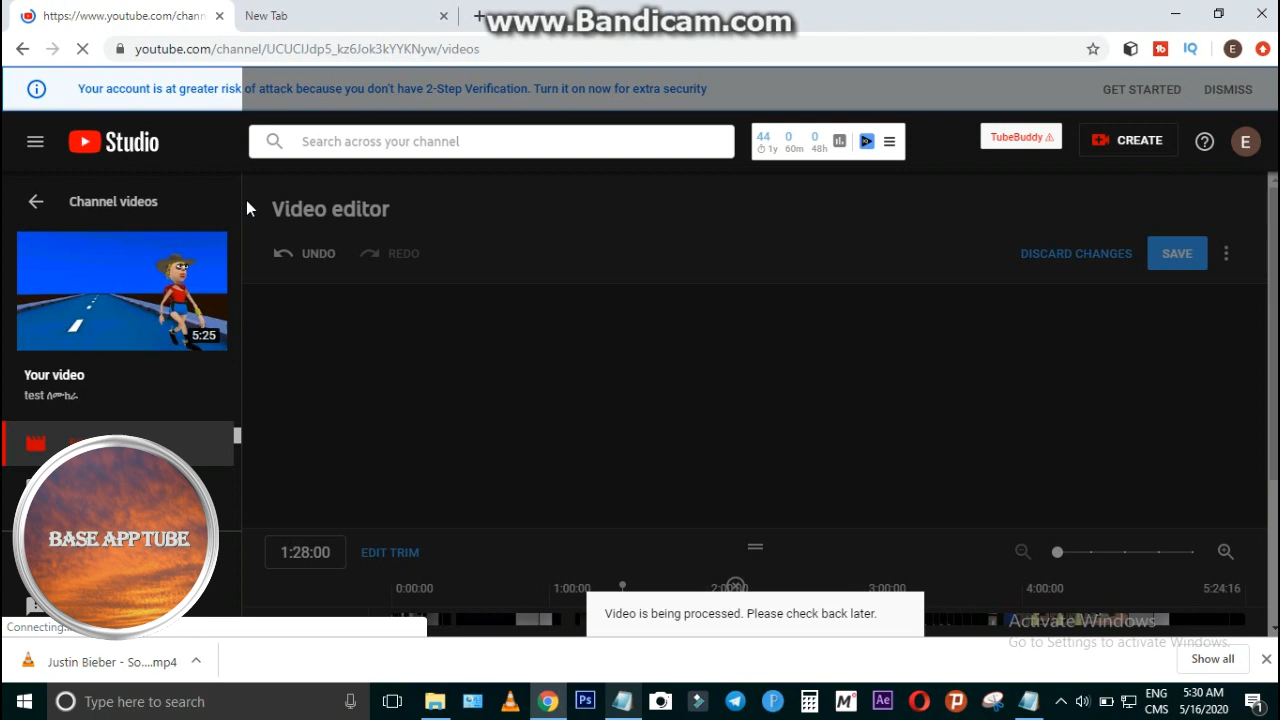 https://www.youtube.com/chann
New Tab
www.Bandicam.com
youtube.com/channel/UCUClJdp5_kz6Jok3kYYKNyw/videos
E
Your account is at greater risk of attack because you don't have 2-Step Verification. Turn it on now for extra security
GET STARTED
DISMISS
Studio
Search across your channel
44 0 0
1y 60m 48h
TubeBuddy
CREATE
E
Channel videos
Video editor
UNDO
REDO
DISCARD CHANGES
SAVE
5:25
Your video
test ለሙከራ
BASE APP TUBE
1:28:00
EDIT TRIM
0:00:00
1:00:00
3:00:00
4:00:00
5:24:16
Video is being processed. Please check back later.
Activate Windows
Go to Settings to activate Windows.
Connecting...
Justin Bieber - So....mp4
Show all
Type here to search
ENG
CMS
5:30 AM
5/16/2020